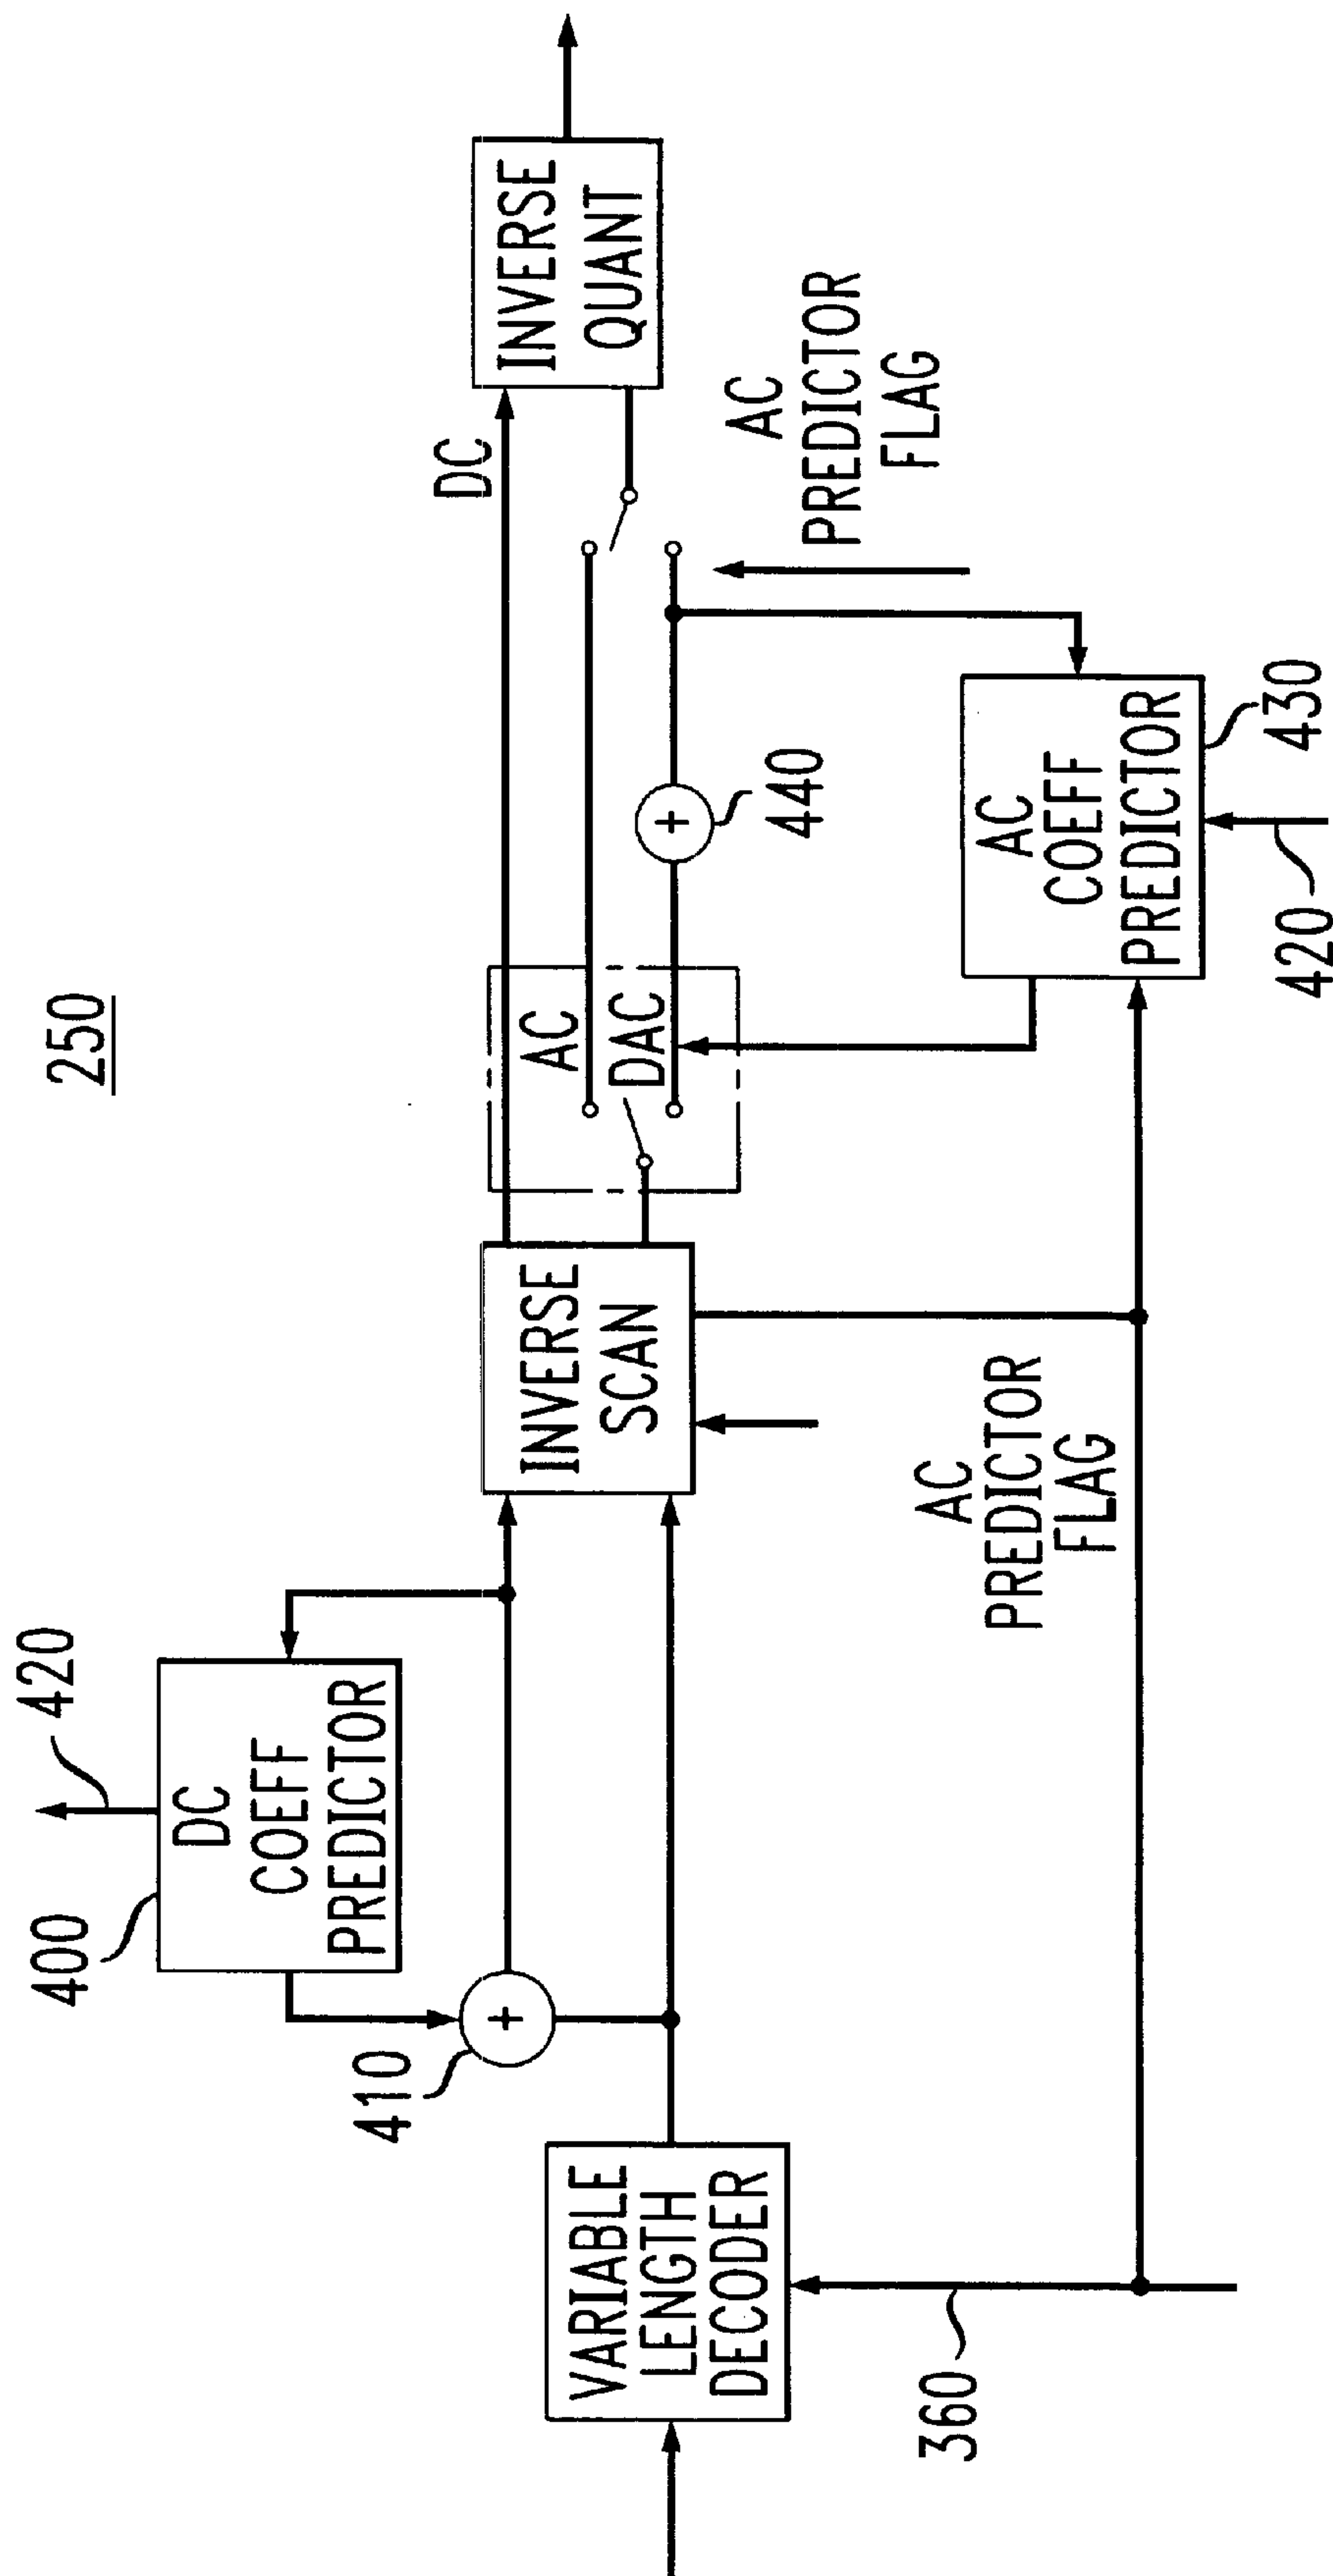 250
420
400
DC
COEFF
PREDICTOR
410
+
VARIABLE
LENGTH
DECODER
360
INVERSE
SCAN
AC
PREDICTOR
FLAG
AC
DAC
DC
+
440
AC
COEFF
PREDICTOR
420
430
AC
PREDICTOR
FLAG
INVERSE
QUANT